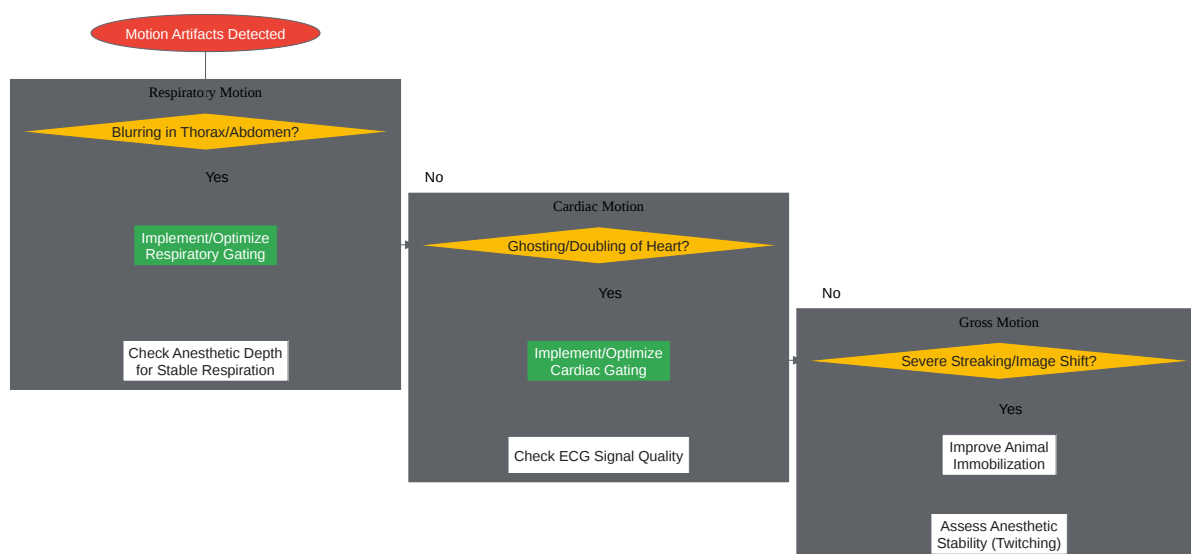 Motion Artifacts Detected
Respiratory Motion
Blurring in Thorax/Abdomen?
Yes
Implement/Optimize
Respiratory Gating
Check Anesthetic Depth
for Stable Respiration
No
Cardiac Motion
Ghosting/Doubling of Heart?
Yes
Implement/Optimize
Cardiac Gating
Check ECG Signal Quality
No
Gross Motion
Severe Streaking/Image Shift?
Yes
Improve Animal
Immobilization
Assess Anesthetic
Stability (Twitching)